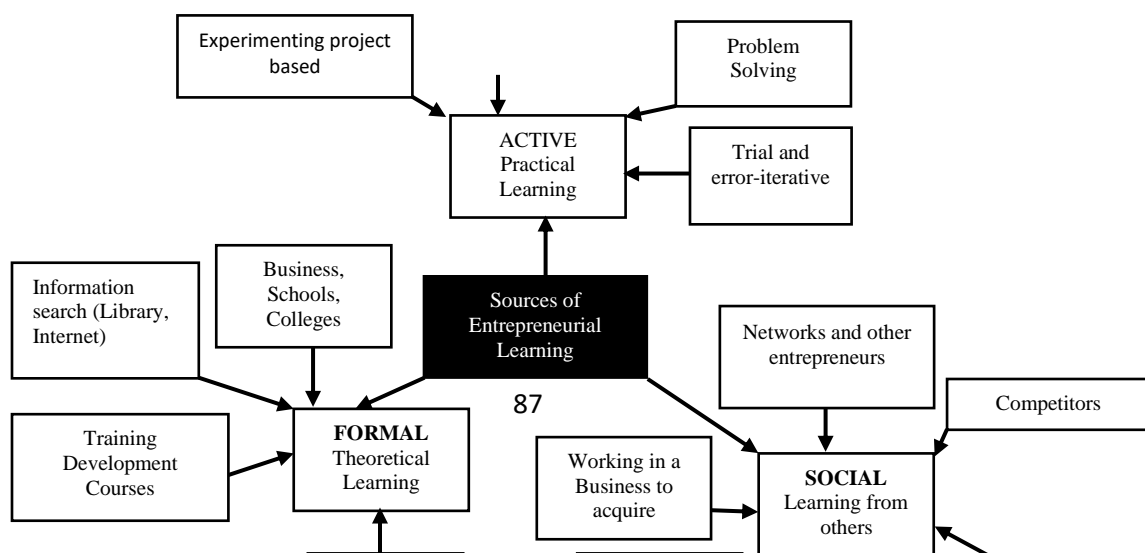 Experimenting project
based
Problem
Solving
ACTIVE
Practical
Learning
Trial and
error-iterative
Information
search (Library,
Internet)
Business,
Schools,
Colleges
Sources of
Entrepreneurial
Learning
Networks and other
entrepreneurs
87
Competitors
Training
Development
Courses
FORMAL
Theoretical
Learning
Working in a
Business to
acquire
SOCIAL
Learning from
others